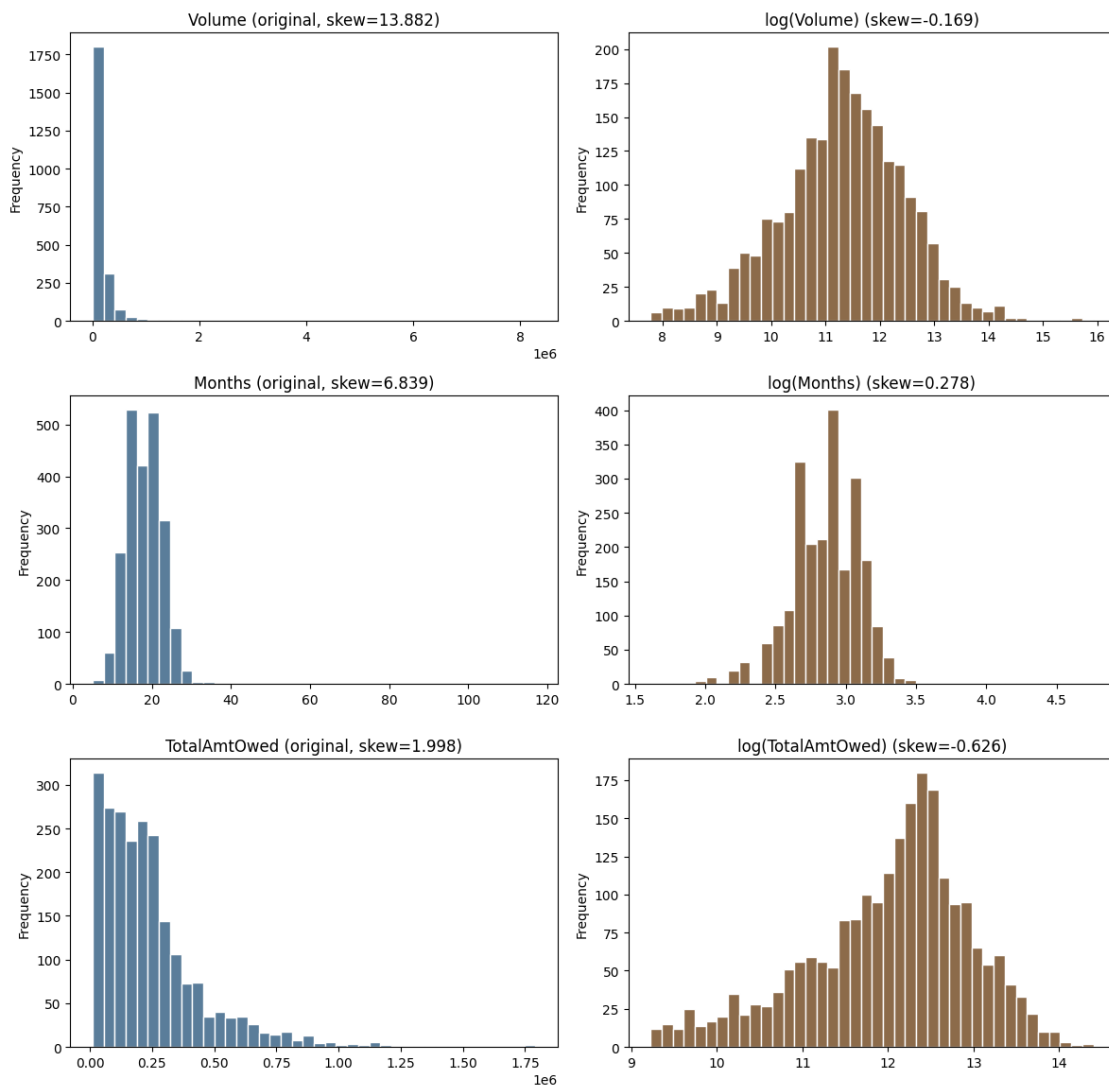 Volume (original, skew=13.882)
Frequency
1750
1500
1250
1000
750
500
250
0
0 2 4 6 8
1e6
log(Volume) (skew=-0.169)
Frequency
200
175
150
125
100
75
50
25
0
8 9 10 11 12 13 14 15 16
Months (original, skew=6.839)
Frequency
500
400
300
200
100
0
0 20 40 60 80 100 120
log(Months) (skew=0.278)
Frequency
400
350
300
250
200
150
100
50
0
1.5 2.0 2.5 3.0 3.5 4.0 4.5
TotalAmtOwed (original, skew=1.998)
Frequency
300
250
200
150
100
50
0
0.00 0.25 0.50 0.75 1.00 1.25 1.50 1.75
1e6
log(TotalAmtOwed) (skew=-0.626)
Frequency
175
150
125
100
75
50
25
0
9 10 11 12 13 14